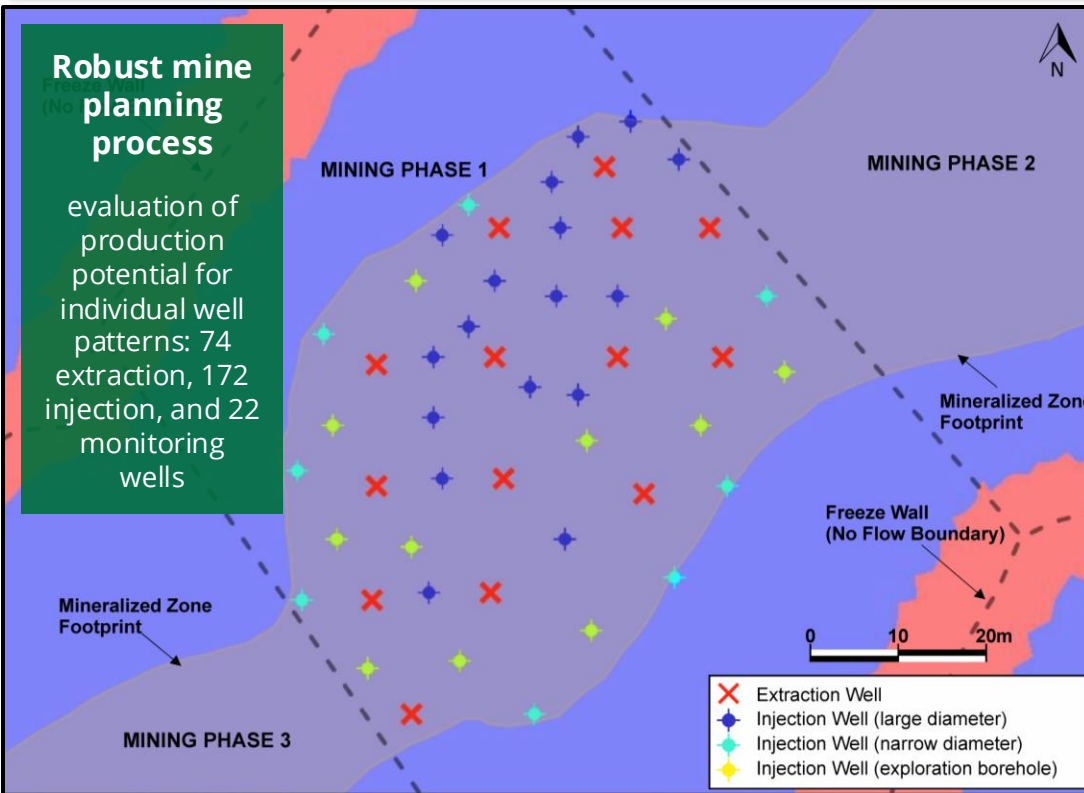 Robust mine
planning
process
evaluation of
production
potential for
individual well
patterns: 74
extraction, 172
injection, and 22
monitoring
wells
Freeze Wall
(No
MINING PHASE 1
MINING PHASE 2
N
Mineralized Zone
Footprint
Freeze Wall
(No Flow Boundary)
Mineralized Zone
Footprint
MINING PHASE 3
0 10 20m
Extraction Well
Injection Well (large diameter)
Injection Well (narrow diameter)
Injection Well (exploration borehole)